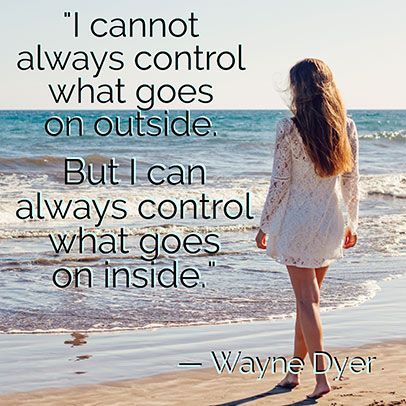 "I cannot
always control
what goes
on outside.
But I can
always control
what goes
on inside."
— Wayne Dyer